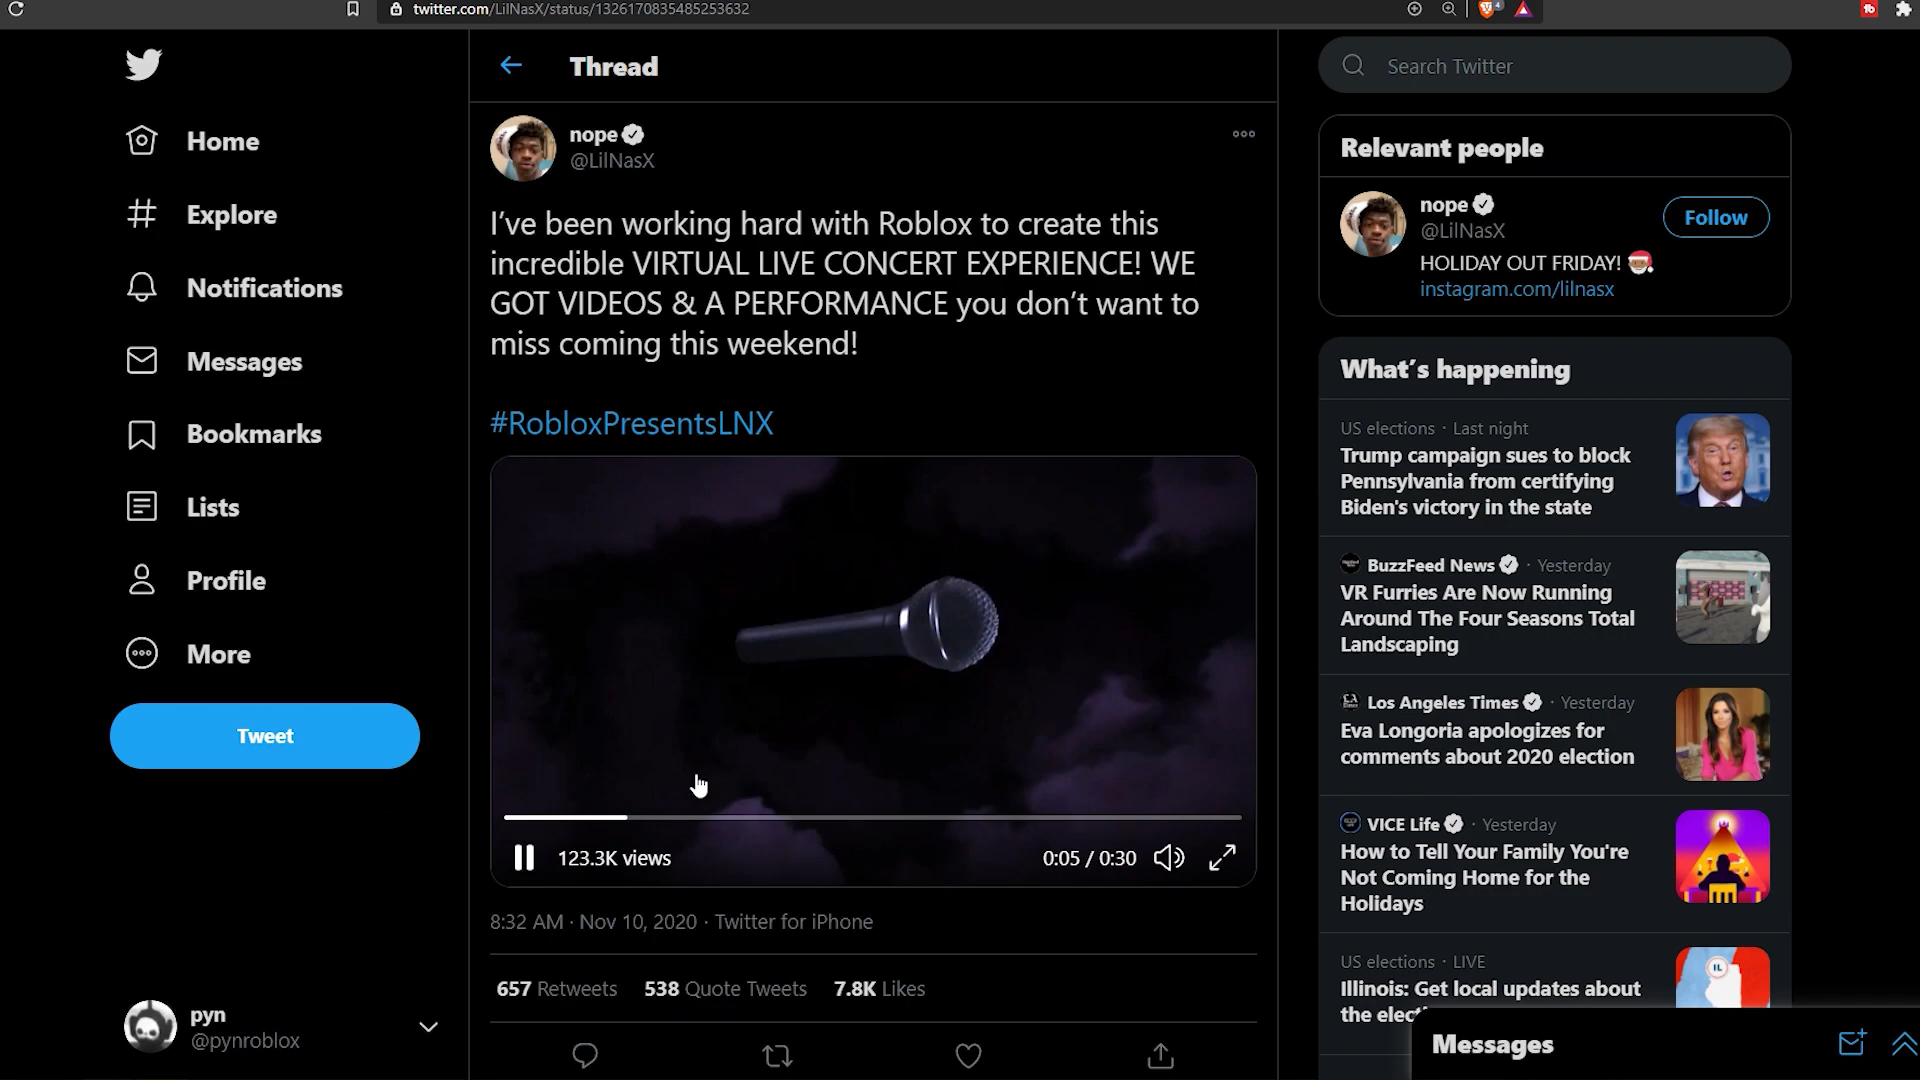 twitter.com/LilNasX/status/1326170835485253632
Home
Explore
Notifications
Messages
Bookmarks
Lists
Profile
More
Tweet
pyn
@pynroblox
Thread
nope
@LilNasX
I've been working hard with Roblox to create this
incredible VIRTUAL LIVE CONCERT EXPERIENCE! WE
GOT VIDEOS & A PERFORMANCE you don't want to
miss coming this weekend!
#RobloxPresentsLNX
123.3K views
0:05 / 0:30
8:32 AM · Nov 10, 2020 · Twitter for iPhone
657 Retweets 538 Quote Tweets 7.8K Likes
Search Twitter
Relevant people
nope
@LilNasX
Follow
HOLIDAY OUT FRIDAY! 🎅🏽
instagram.com/lilnasx
What's happening
US elections · Last night
Trump campaign sues to block
Pennsylvania from certifying
Biden's victory in the state
BuzzFeed News · Yesterday
VR Furries Are Now Running
Around The Four Seasons Total
Landscaping
Los Angeles Times · Yesterday
Eva Longoria apologizes for
comments about 2020 election
VICE Life · Yesterday
How to Tell Your Family You're
Not Coming Home for the
Holidays
US elections · LIVE
Illinois: Get local updates about
the elect
IL
Messages